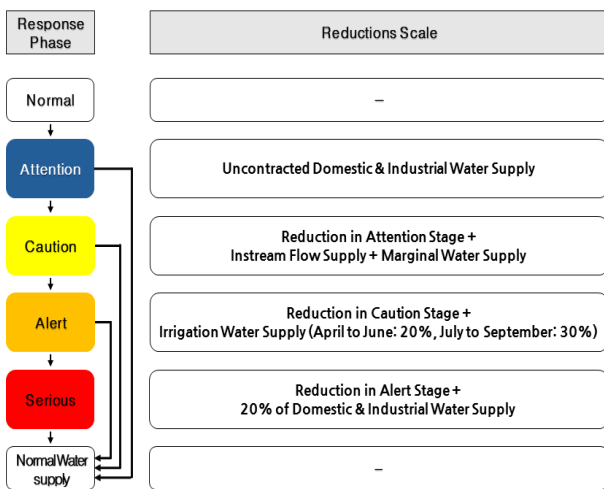 Response
Phase
Reductions Scale
Normal
–
Attention
Uncontracted Domestic & Industrial Water Supply
Caution
Reduction in Attention Stage +
Instream Flow Supply + Marginal Water Supply
Alert
Reduction in Caution Stage +
Irrigation Water Supply (April to June: 20%, July to September: 30%)
Serious
Reduction in Alert Stage +
20% of Domestic & Industrial Water Supply
Normal Water
supply
–